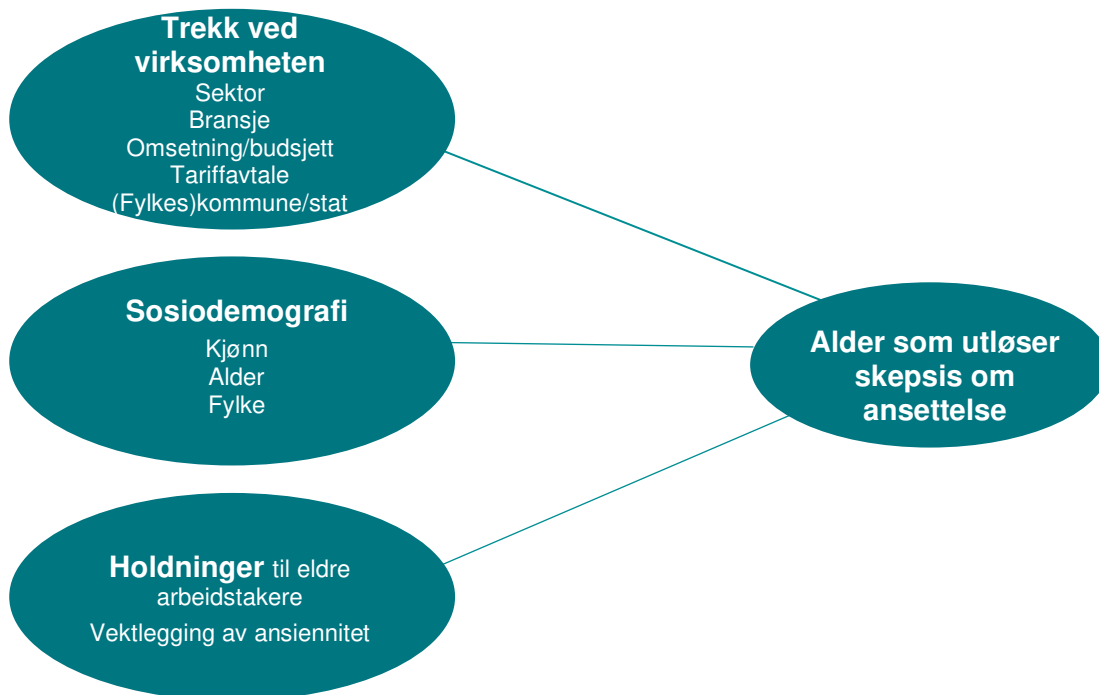 Trekk ved
virksomheten
Sektor
Bransje
Omsetning/budsjett
Tariffavtale
(Fylkes)kommune/stat
Sosiodemografi
Kjønn
Alder
Fylke
Alder som utløser
skepsis om
ansettelse
Holdninger til eldre
arbeidstakere
Vektlegging av ansiennitet